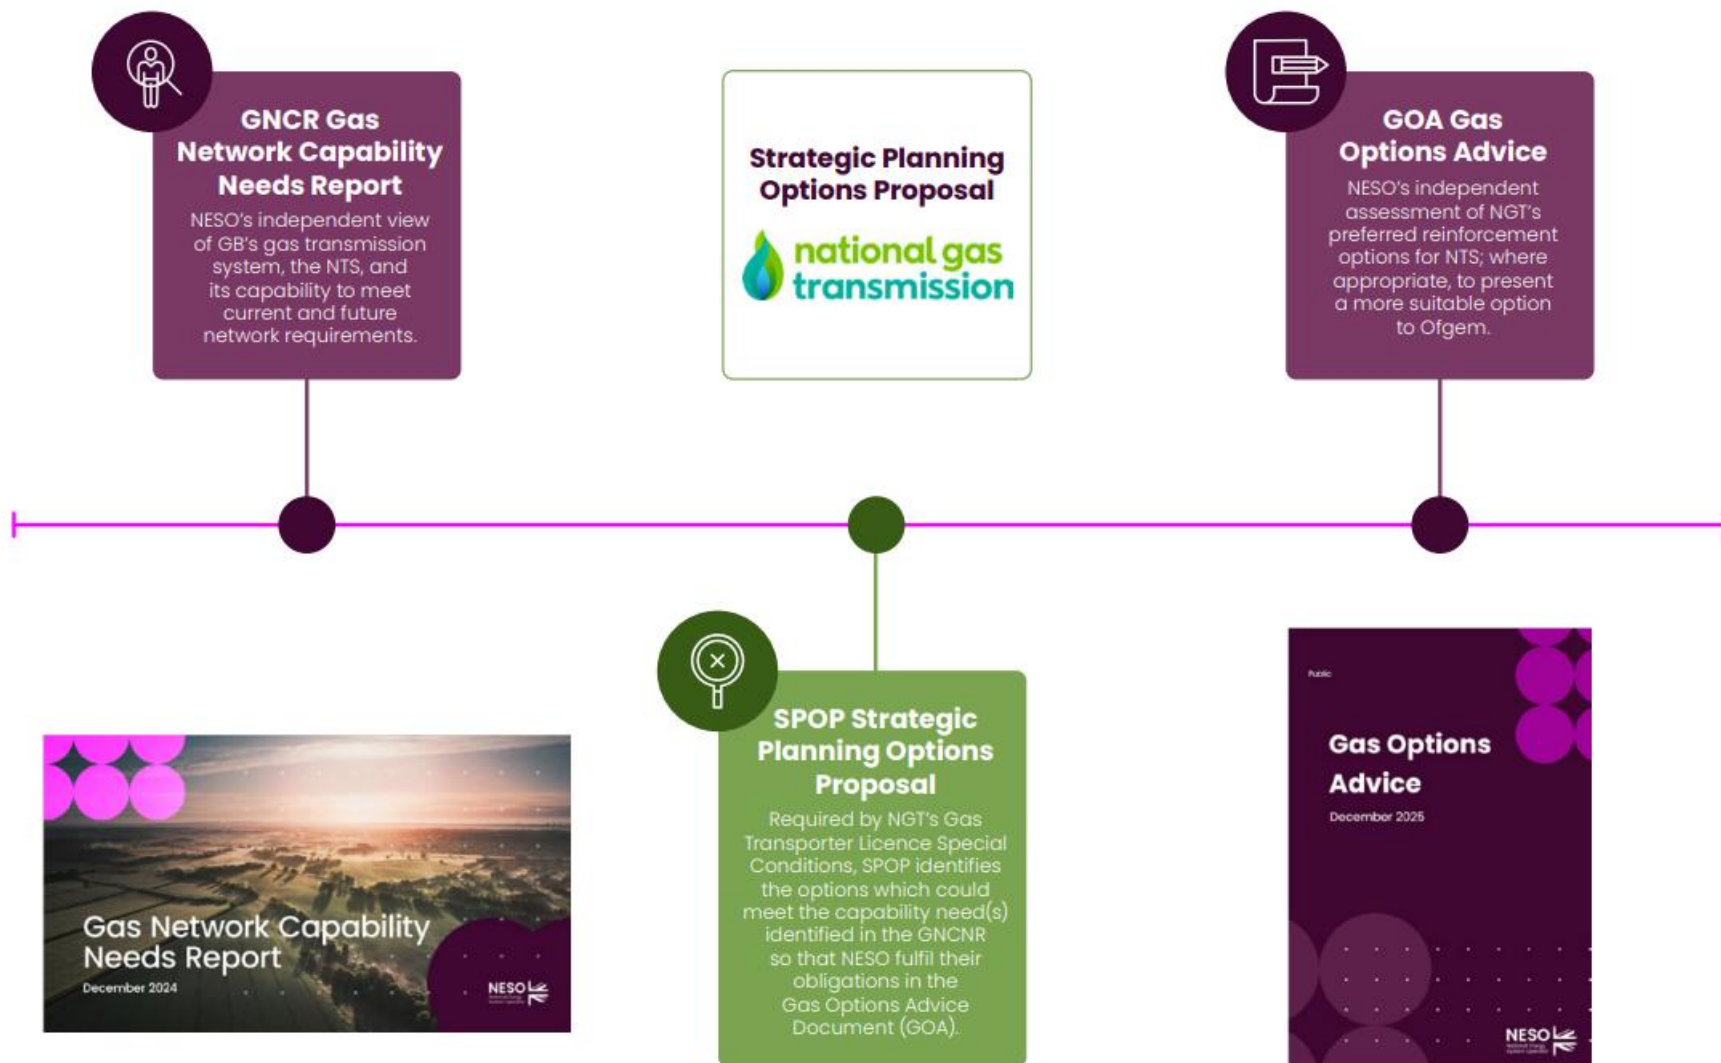 GNCR Gas
Network Capability
Needs Report
NESO's independent view
of GB's gas transmission
system, the NTS, and
its capability to meet
current and future
network requirements.
Strategic Planning
Options Proposal
national gas
transmission
GOA Gas
Options Advice
NESO's independent
assessment of NGT's
preferred reinforcement
options for NTS; where
appropriate, to present
a more suitable option
to Ofgem.
SPOP Strategic
Planning Options
Proposal
Required by NGT's Gas
Transporter Licence Special
Conditions, SPOP identifies
the options which could
meet the capability need(s)
identified in the GNCNR
so that NESO fulfil their
obligations in the
Gas Options Advice
Document (GOA).
Gas Network Capability
Needs Report
December 2024
NESO
Public
Gas Options
Advice
December 2025
NESO